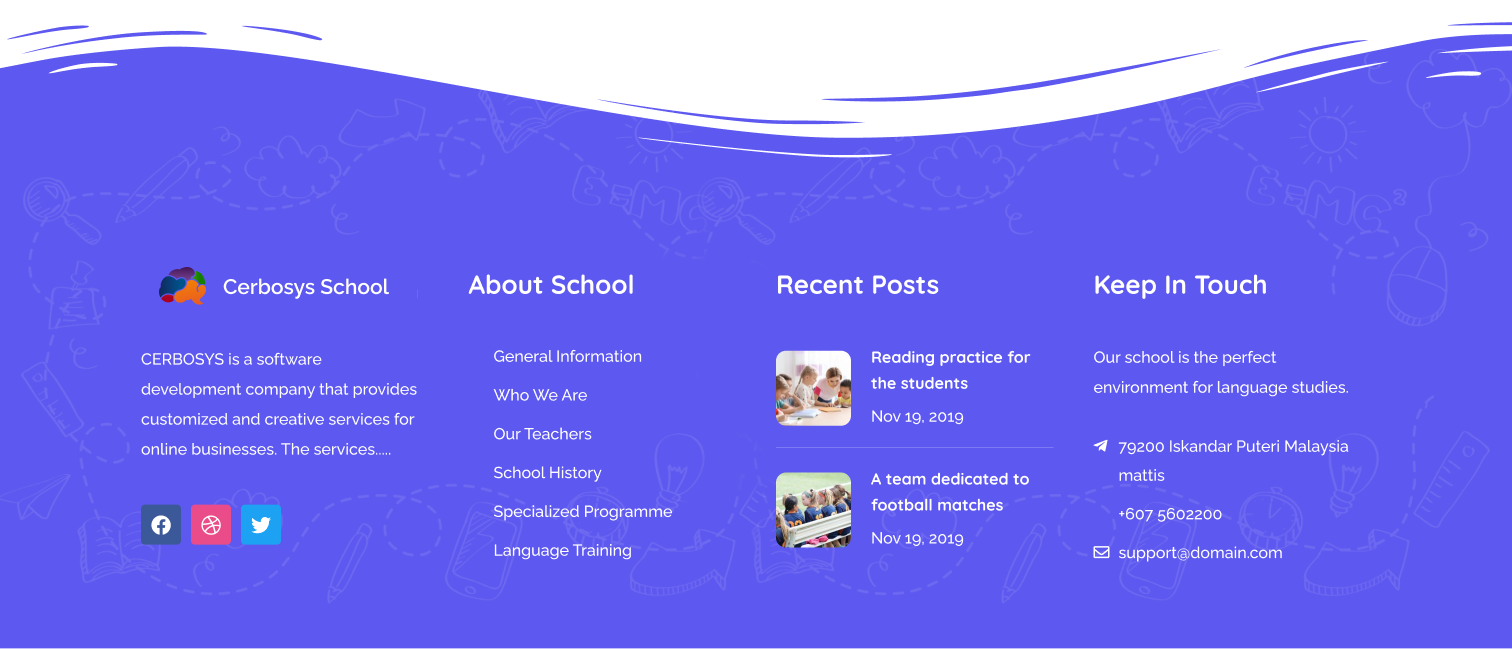 Cerbosys School
CERBOSYS is a software
development company that provides
customized and creative services for
online businesses. The services.....
About School
General Information
Who We Are
Our Teachers
School History
Specialized Programme
Language Training
Recent Posts
Reading practice for
the students
Nov 19, 2019
A team dedicated to
football matches
Nov 19, 2019
Keep In Touch
Our school is the perfect
environment for language studies.
79200 Iskandar Puteri Malaysia
mattis
+607 5602200
support@domain.com
E=MC
E=MC²